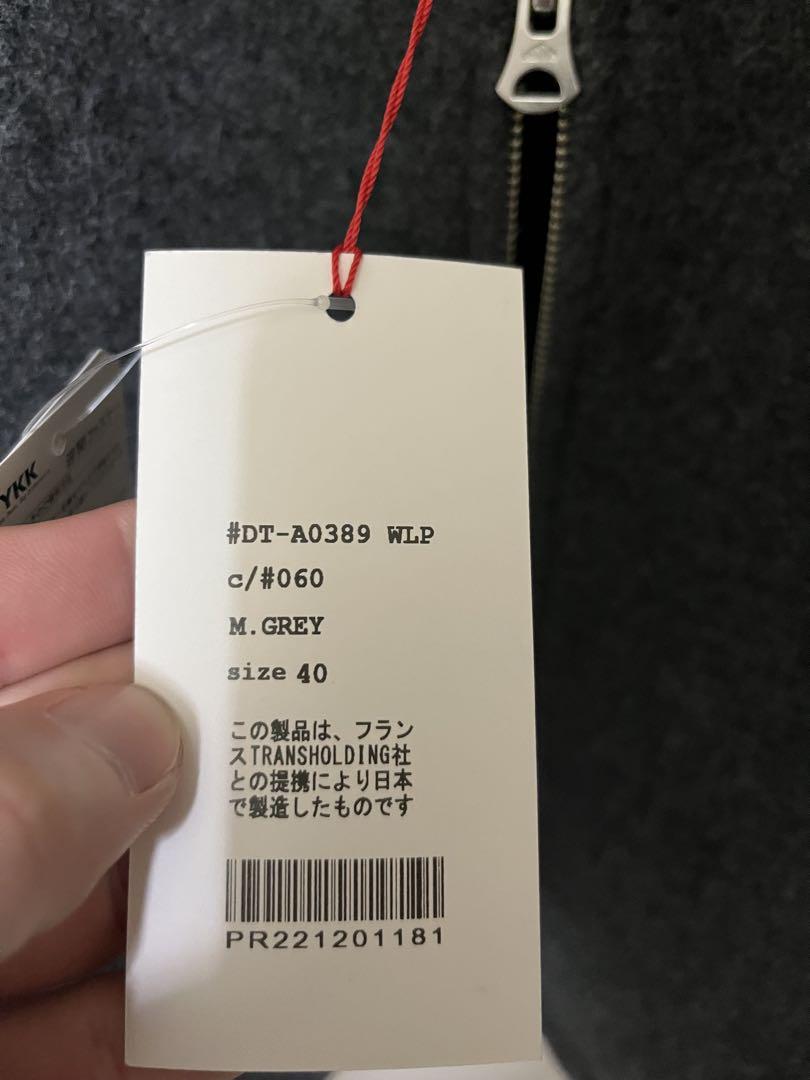 #DT-A0389 WLP
c/#060
M.GREY
size 40
この製品は、フラン
スTRANSHOLDING社
との提携により日本
で製造したものです
PR221201181
YKK